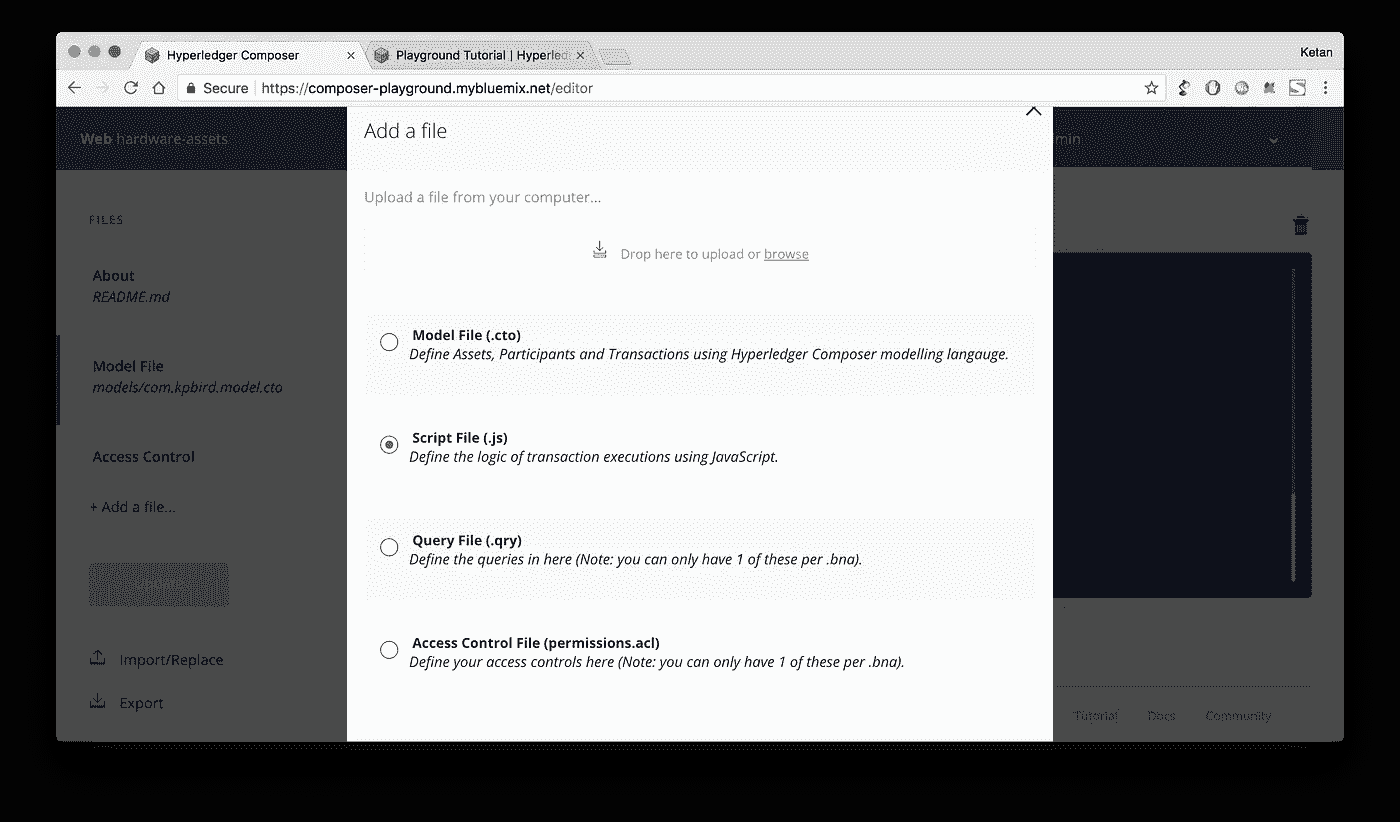 Hyperledger Composer
Playground Tutorial | Hyperled
Ketan
Secure
https://composer-playground.mybluemix.net/editor
Web hardware-assets
min
FILES
About
README.md
Model File
models/com.kpbird.model.cto
Access Control
+ Add a file...
Import/Replace
Export
Add a file
Upload a file from your computer...
Drop here to upload or browse
Model File (.cto)
Define Assets, Participants and Transactions using Hyperledger Composer modelling langauge.
Script File (.js)
Define the logic of transaction executions using JavaScript.
Query File (.qry)
Define the queries in here (Note: you can only have 1 of these per .bna).
Access Control File (permissions.acl)
Define your access controls here (Note: you can only have 1 of these per .bna).
Tutorial Docs Community